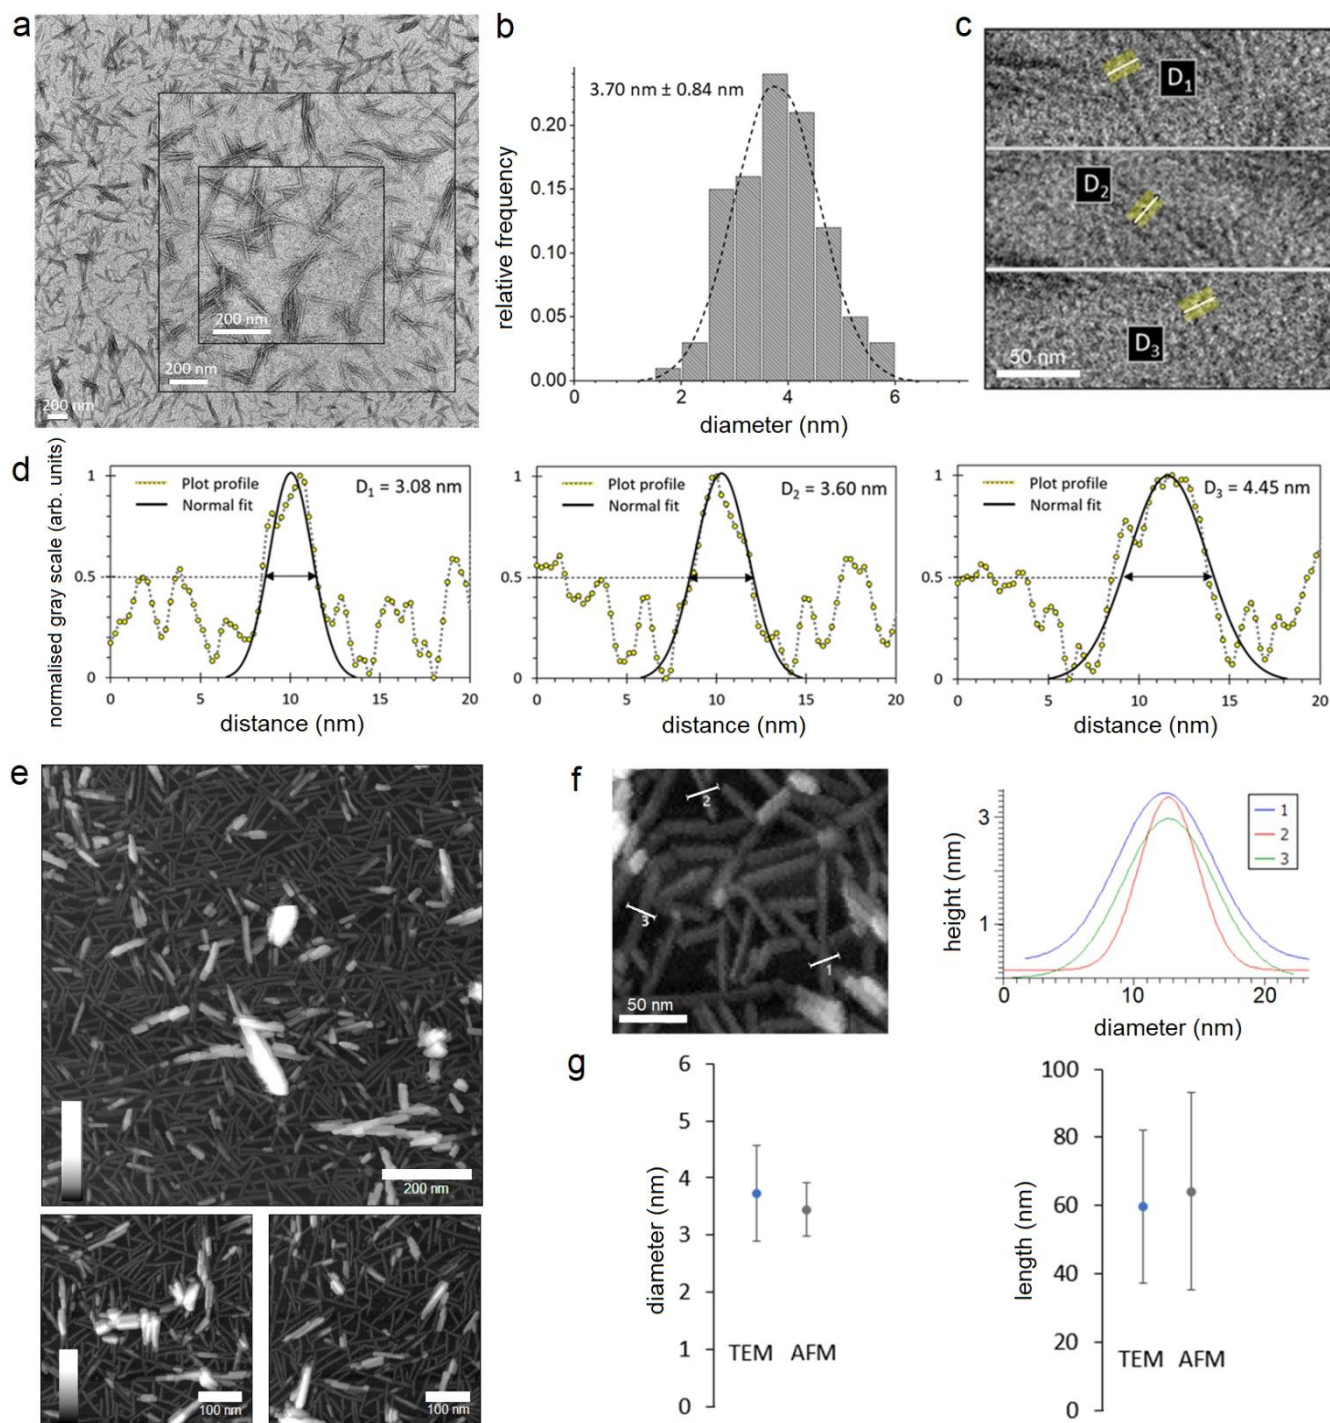 a
200 nm
200 nm
200 nm
b
3.70 nm ± 0.84 nm
relative frequency
0.20
0.15
0.10
0.05
0.00
2
4
6
diameter (nm)
c
D1
D2
D3
50 nm
d
normalised gray scale (arb. units)
1
0.5
0
Plot profile
Normal fit
D1 = 3.08 nm
0
5
10
15
20
distance (nm)
1
0.5
0
Plot profile
Normal fit
D2 = 3.60 nm
0
5
10
15
20
distance (nm)
1
0.5
0
Plot profile
Normal fit
D3 = 4.45 nm
0
5
10
15
20
distance (nm)
e
200 nm
100 nm
100 nm
f
2
3
1
50 nm
height (nm)
3
1
1
2
3
0
10
20
diameter (nm)
g
diameter (nm)
6
5
4
3
2
1
0
TEM
AFM
length (nm)
100
80
60
40
20
0
TEM
AFM